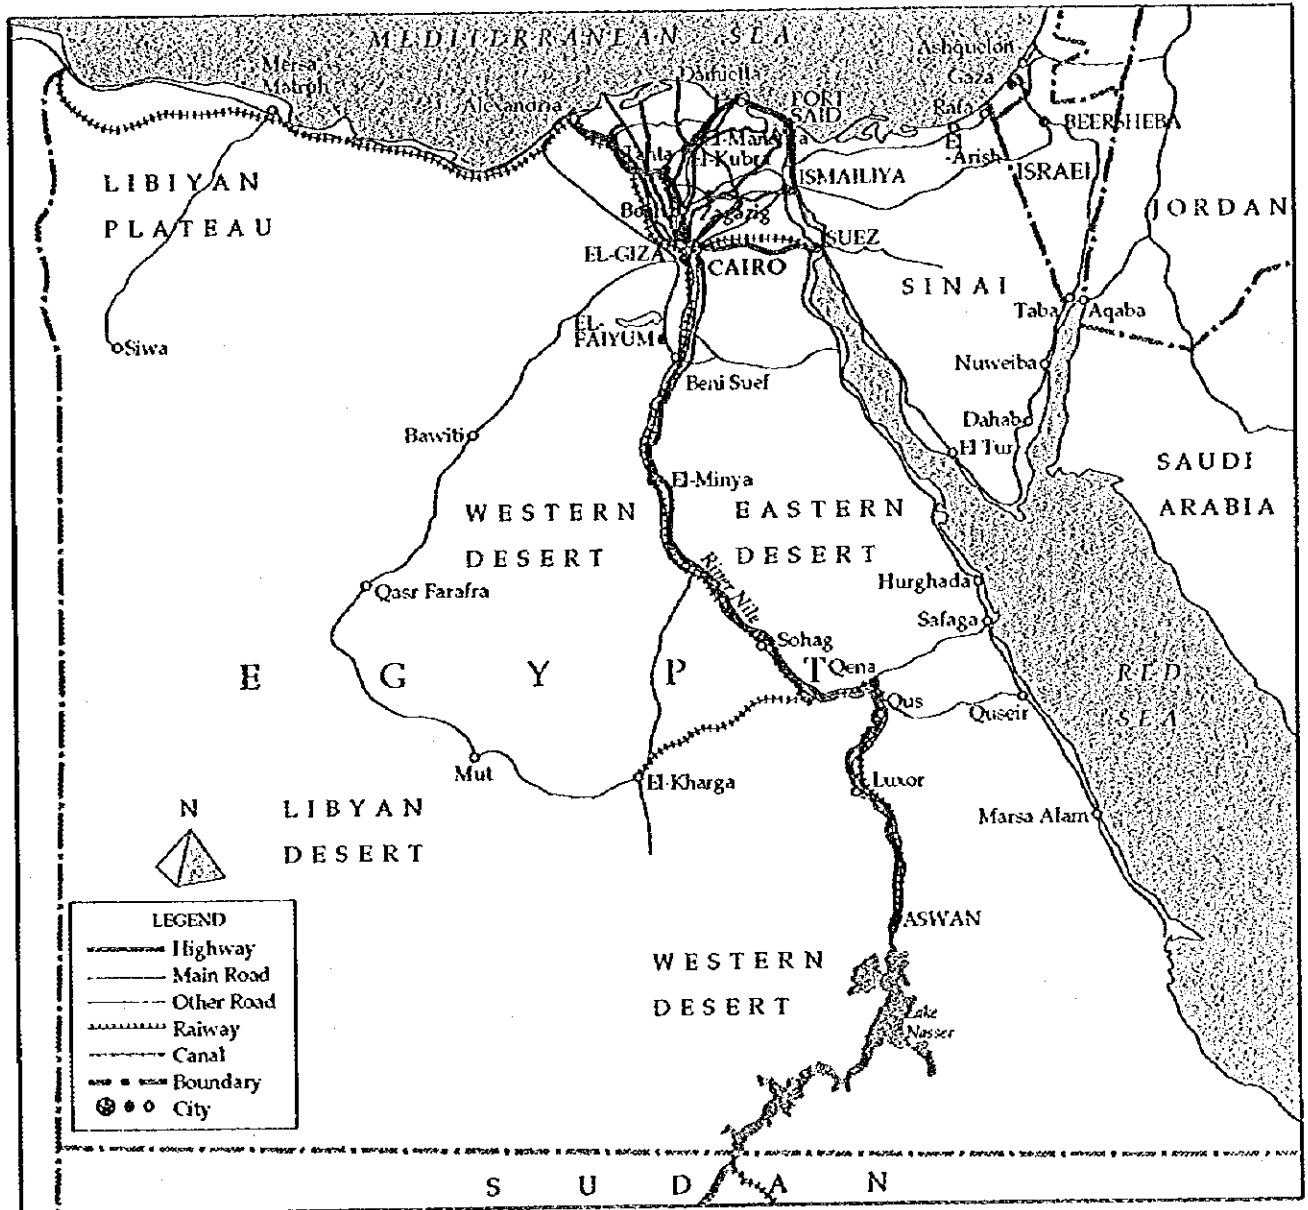 MEDITERRANEAN SEA
Mersa
Matruh
Alexandria
Damietta
PORT
SAID
Ashquelon
Gaza
Rafa
BEERSHEBA
El
-Arish
ISRAEL
JORDAN
LIBIYAN
PLATEAU
Tanta
-l-Kubra
ISMAILIYA
Zagazig
SUEZ
EL-GIZA
CAIRO
SINAI
Taba
Aqaba
Siwa
EL-
FAIYUM
Nuweiba
Beni Suef
Dahab
Bawiti
El Tur
El-Minya
SAUDI
ARABIA
WESTERN
DESERT
EASTERN
DESERT
River Nile
Qasr Farafra
Hurghada
Safaga
Sohag
EGYPT
Qena
RED
SEA
Qus
Quseir
Mut
El-Kharga
Luxor
Marsa Alam
N
LIBYAN
DESERT
LEGEND
Highway
Main Road
Other Road
Raiway
Canal
Boundary
City
ASWAN
WESTERN
DESERT
Lake
Nasser
SUDAN